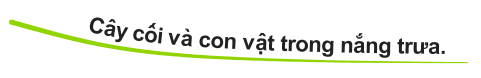 Cây cối và con vật trong nắng trưa.